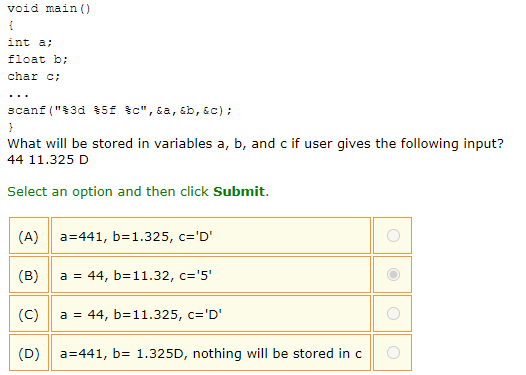 void main()
{
int a;
float b;
char c;
...
scanf("%3d %5f %c",&a,&b,&c);
}
What will be stored in variables a, b, and c if user gives the following input?
44 11.325 D
Select an option and then click Submit.
(A) a=441, b=1.325, c='D'
(B) a = 44, b=11.32, c='5'
(C) a = 44, b=11.325, c='D'
(D) a=441, b= 1.325D, nothing will be stored in c